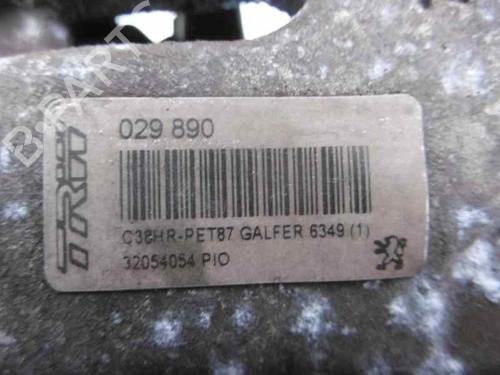 TRW
029 890
C38HR-PET87 GALFER 6349 (1)
32054054 PIO
B-Parts